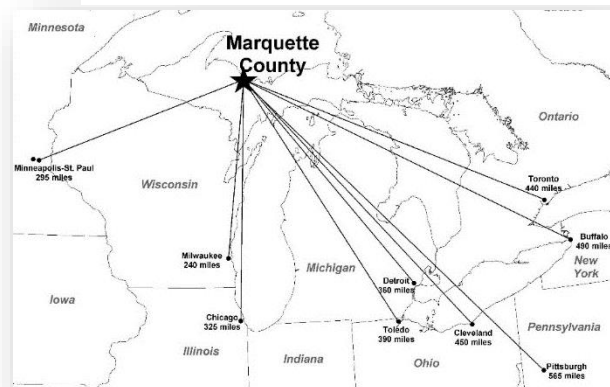 Minnesota
Marquette
County
Ontario
Minneapolis-St. Paul
295 miles
Wisconsin
Toronto
440 miles
Buffalo
490 miles
New
York
Milwaukee
240 miles
Michigan
Detroit
360 miles
Iowa
Chicago
325 miles
Toledo
390 miles
Cleveland
450 miles
Pennsylvania
Illinois
Indiana
Ohio
Pittsburgh
565 miles